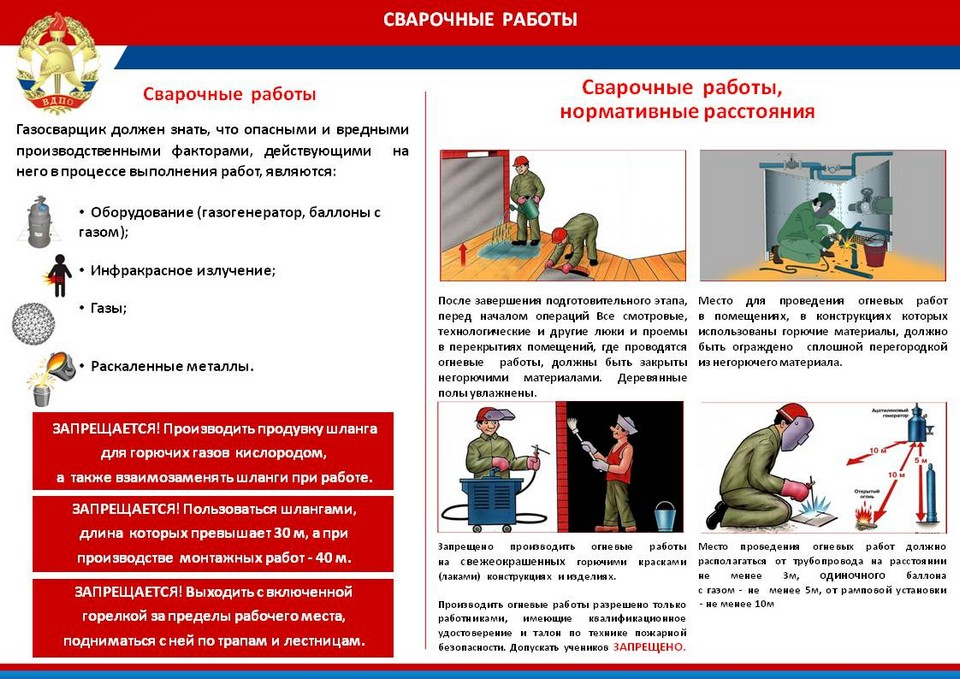 СВАРОЧНЫЕ РАБОТЫ
ВДПО
Сварочные работы
Газосварщик должен знать, что опасными и вредными
производственными факторами, действующими на
него в процессе выполнения работ, являются:
• Оборудование (газогенератор, баллоны с
газом);
• Инфракрасное излучение;
• Газы;
• Раскаленные металлы.
ЗАПРЕЩАЕТСЯ! Производить продувку шланга
для горючих газов кислородом,
а также взаимозаменять шланги при работе.
ЗАПРЕЩАЕТСЯ! Пользоваться шлангами,
длина которых превышает 30 м, а при
производстве монтажных работ - 40 м.
ЗАПРЕЩАЕТСЯ! Выходить с включенной
горелкой за пределы рабочего места,
подниматься с ней по трапам и лестницам.
Сварочные работы,
нормативные расстояния
После завершения подготовительного этапа,
перед началом операций Все смотровые,
технологические и другие люки и проемы
в перекрытиях помещений, где проводятся
огневые работы, должны быть закрыты
негорючими материалами. Деревянные
полы увлажнены.
Место для проведения огневых работ
в помещениях, в конструкциях которых
использованы горючие материалы, должно
быть ограждено сплошной перегородкой
из негорючего материала.
Ацетиленовый
генератор
10 м
5 м
10 м
Открытый
огонь
Запрещено производить огневые работы
на свежеокрашенных горючими красками
(лаками) конструкциях и изделиях.
Производить огневые работы разрешено только
работниками, имеющие квалификационное
удостоверение и талон по технике пожарной
безопасности. Допускать учеников ЗАПРЕЩЕНО.
Место проведения огневых работ должно
располагаться от трубопровода на расстоянии
не менее 3м, одиночного баллона
с газом - не менее 5м, от рамповой установки
- не менее 10м